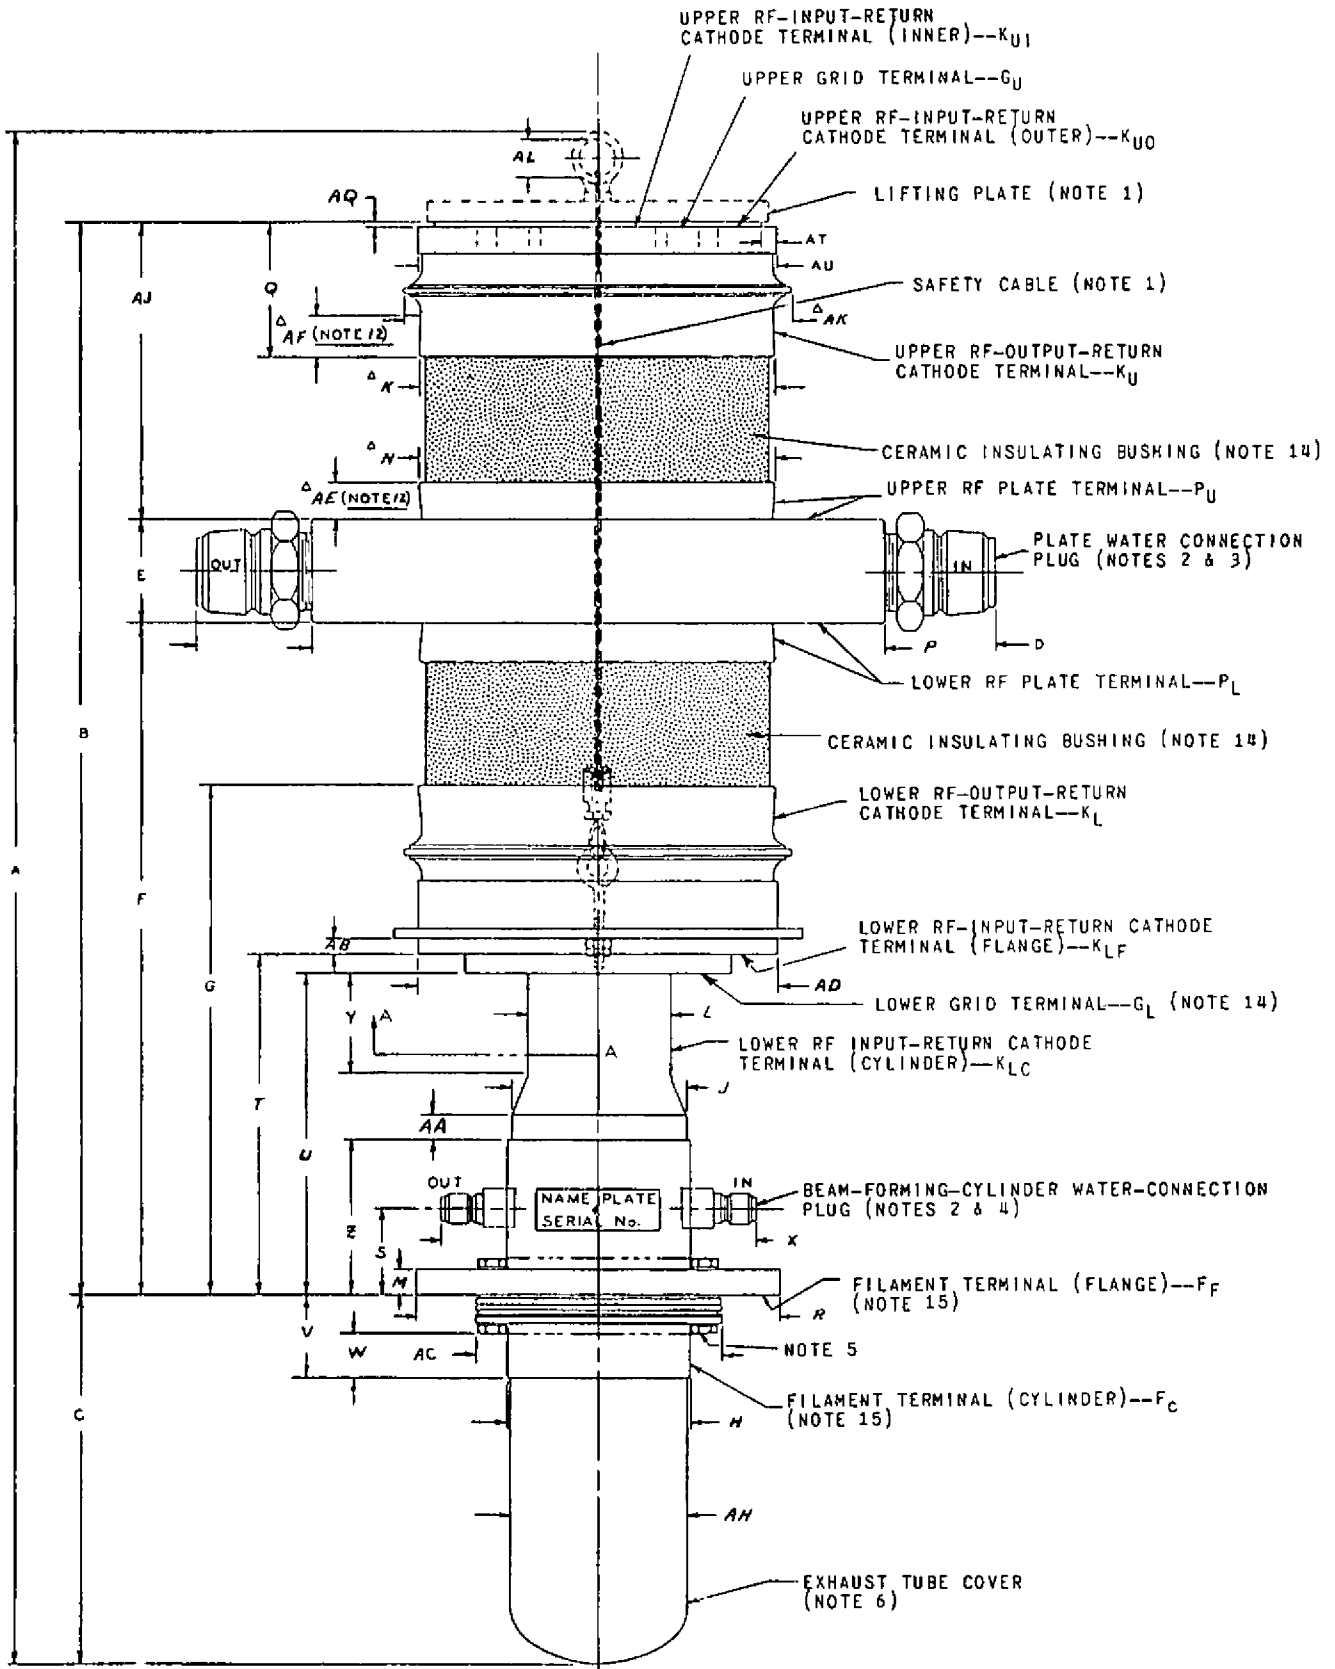 UPPER RF-INPUT-RETURN
CATHODE TERMINAL (INNER)--KUI
UPPER GRID TERMINAL--GU
UPPER RF-INPUT-RETURN
CATHODE TERMINAL (OUTER)--KUO
AL
LIFTING PLATE (NOTE 1)
AQ
AT
AU
AJ
Q
SAFETY CABLE (NOTE 1)
Δ
AK
Δ
AF (NOTE 12)
UPPER RF-OUTPUT-RETURN
CATHODE TERMINAL--KU
Δ
K
Δ
N
CERAMIC INSULATING BUSHING (NOTE 14)
Δ
AE (NOTE 12)
UPPER RF PLATE TERMINAL--PU
PLATE WATER CONNECTION
PLUG (NOTES 2 & 3)
OUT
IN
E
P
D
LOWER RF PLATE TERMINAL--PL
B
CERAMIC INSULATING BUSHING (NOTE 14)
LOWER RF-OUTPUT-RETURN
CATHODE TERMINAL--KL
A
F
LOWER RF-INPUT-RETURN CATHODE
TERMINAL (FLANGE)--KLF
AB
G
AD
LOWER GRID TERMINAL--GL (NOTE 14)
Y
A
L
A
LOWER RF INPUT-RETURN CATHODE
TERMINAL (CYLINDER)--KLC
J
T
AA
U
OUT
IN
NAME PLATE
SERIAL No.
BEAM-FORMING-CYLINDER WATER-CONNECTION
PLUG (NOTES 2 & 4)
X
Z
S
M
FILAMENT TERMINAL (FLANGE)--FF
(NOTE 15)
R
V
W
AC
NOTE 5
C
FILAMENT TERMINAL (CYLINDER)--FC
(NOTE 15)
H
AH
EXHAUST TUBE COVER
(NOTE 6)